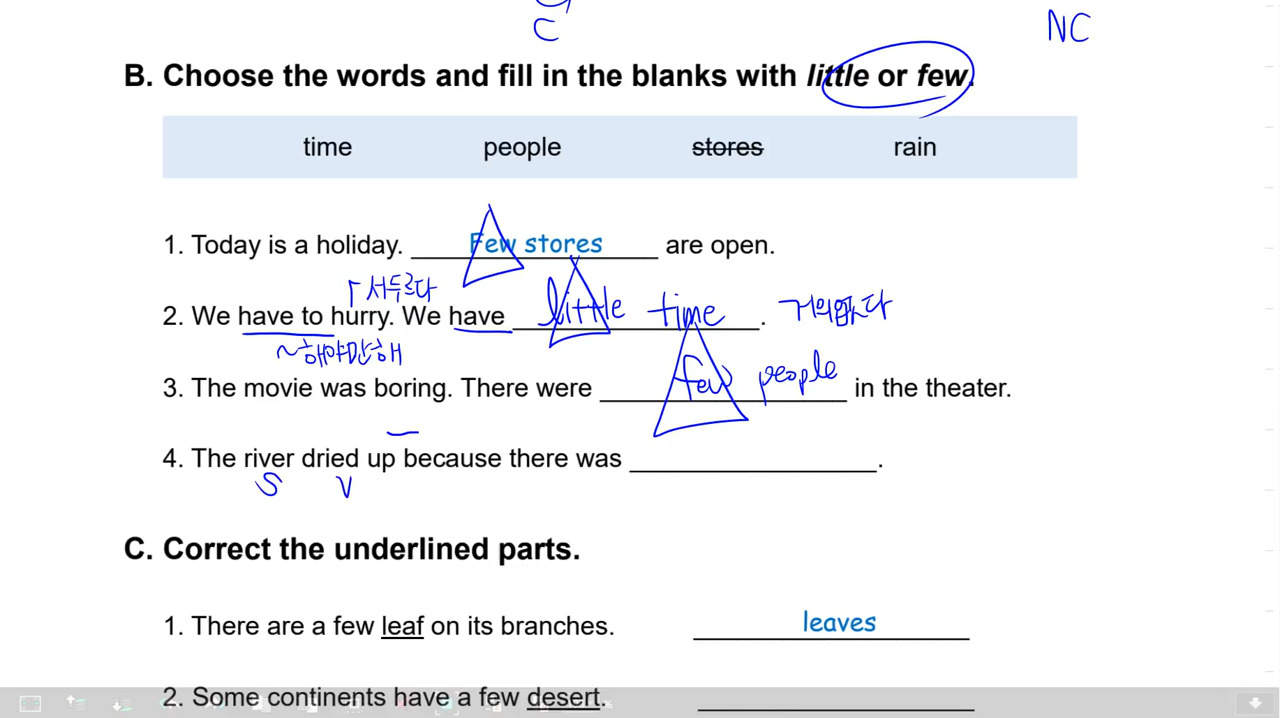 C NC
B. Choose the words and fill in the blanks with little or few.
time people stores rain
1. Today is a holiday. Few stores are open.
↑서두르다
2. We have to hurry. We have little time. 거의없다
~해야만해
3. The movie was boring. There were few people in the theater.
4. The river dried up because there was ____.
S V
C. Correct the underlined parts.
1. There are a few leaf on its branches. leaves
2. Some continents have a few desert.